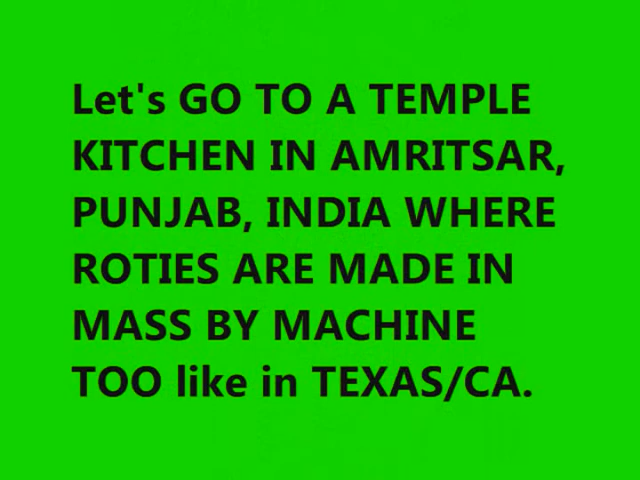 Let's GO TO A TEMPLE
KITCHEN IN AMRITSAR,
PUNJAB, INDIA WHERE
ROTIES ARE MADE IN
MASS BY MACHINE
TOO like in TEXAS/CA.